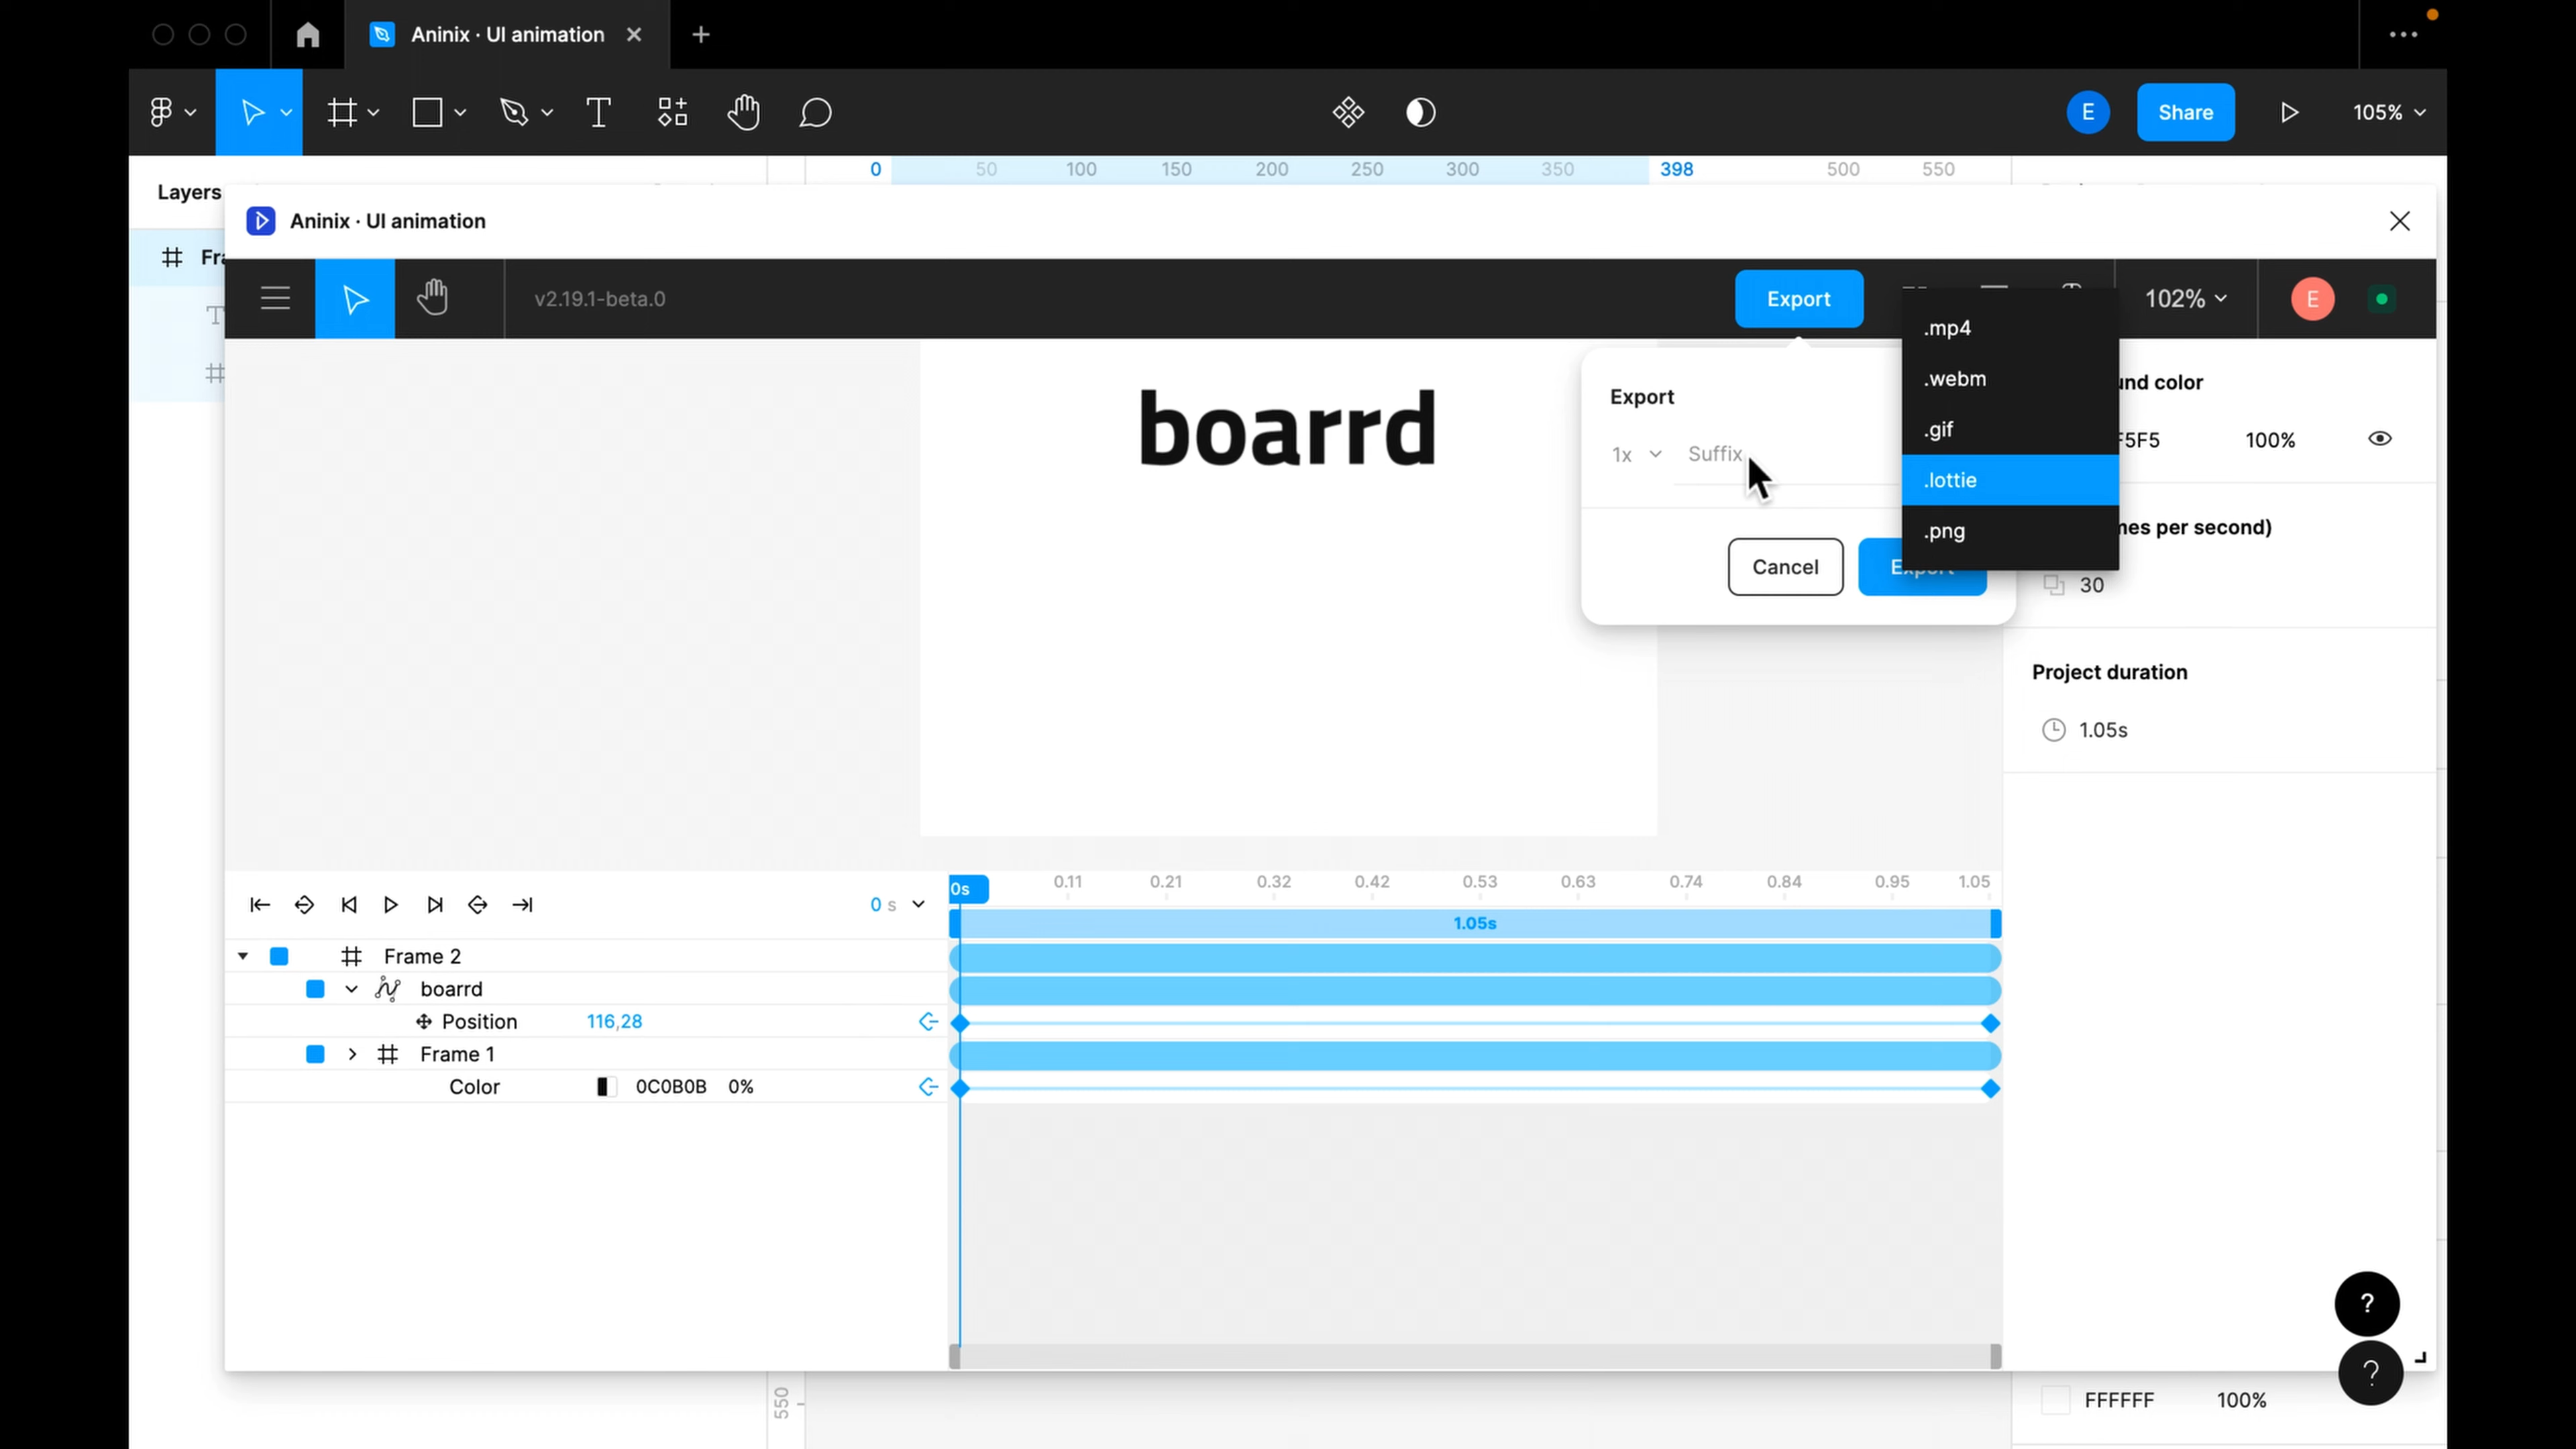 Aninix · UI animation
E
Share
105%
Layers
0
50
100
150
200
250
300
350
398
500
550
Aninix · UI animation
Fra
v2.19.1-beta.0
Export
102%
E
.mp4
.webm
.gif
.lottie
.png
boarrd
Export
1x
Suffix
Cancel
Export
und color
F5F5
100%
mes per second)
30
Project duration
1.05s
0 s
0s
0.11
0.21
0.32
0.42
0.53
0.63
0.74
0.84
0.95
1.05
1.05s
Frame 2
boarrd
Position
116,28
Frame 1
Color
0C0B0B
0%
?
?
550
FFFFFF
100%